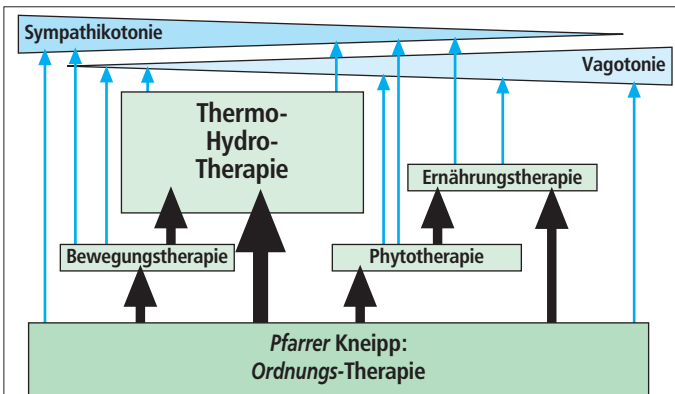 Sympathikotonie
Vagotonie
Thermo-
Hydro-
Therapie
Ernährungstherapie
Bewegungstherapie
Phytotherapie
Pfarrer Kneipp:
Ordnungs-Therapie